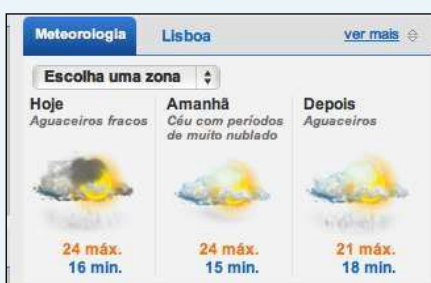 Meteorologia Lisboa ver mais
Escolha uma zona
Hoje Amanhã Depois
Aguaceiros fracos Céu com períodos Aguaceiros
de muito nublado
24 máx. 24 máx. 21 máx.
16 min. 15 min. 18 min.